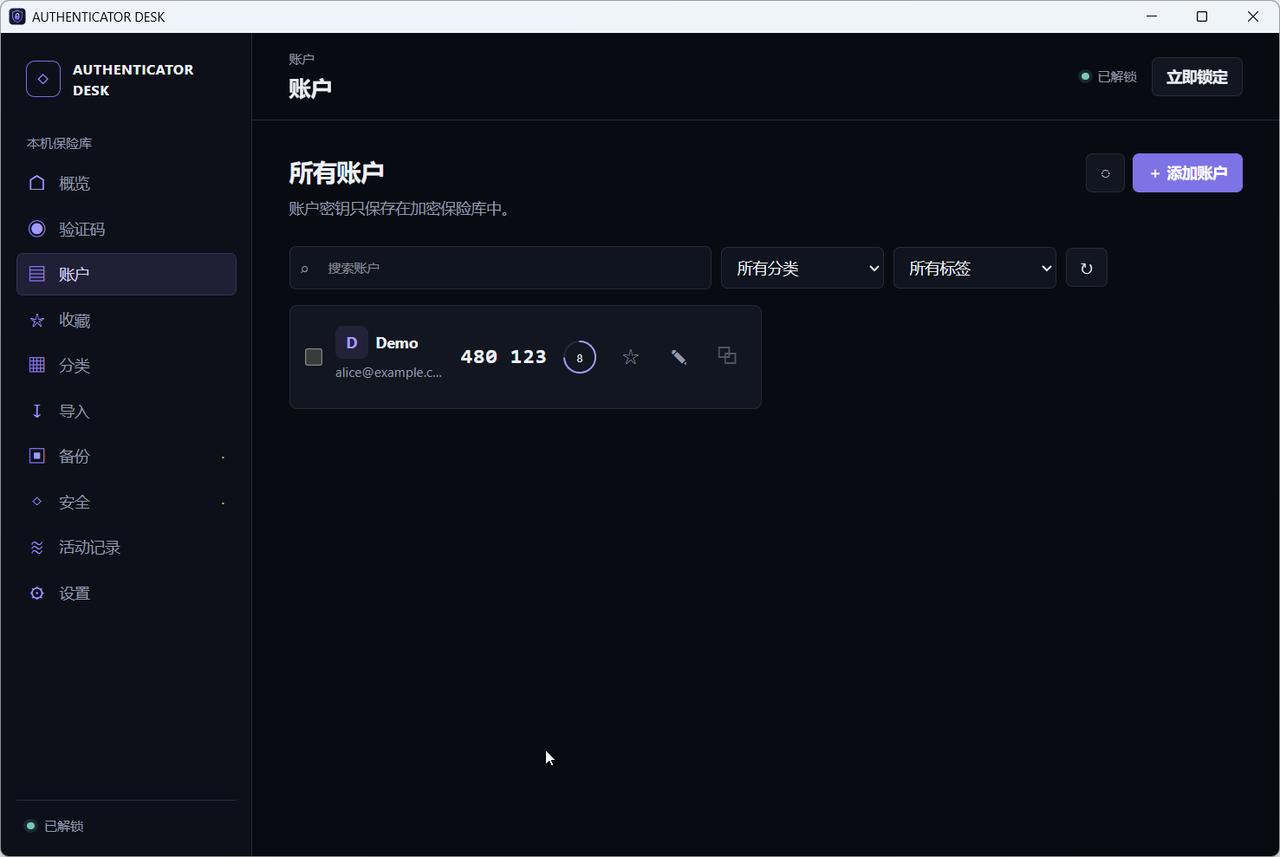 AUTHENTICATOR DESK
AUTHENTICATOR
DESK
本机保险库
概览
验证码
账户
收藏
分类
导入
备份
安全
活动记录
设置
已解锁
账户
账户
已解锁
立即锁定
所有账户
账户密钥只保存在加密保险库中。
+ 添加账户
搜索账户
所有分类
所有标签
D Demo
alice@example.c...
480 123
8